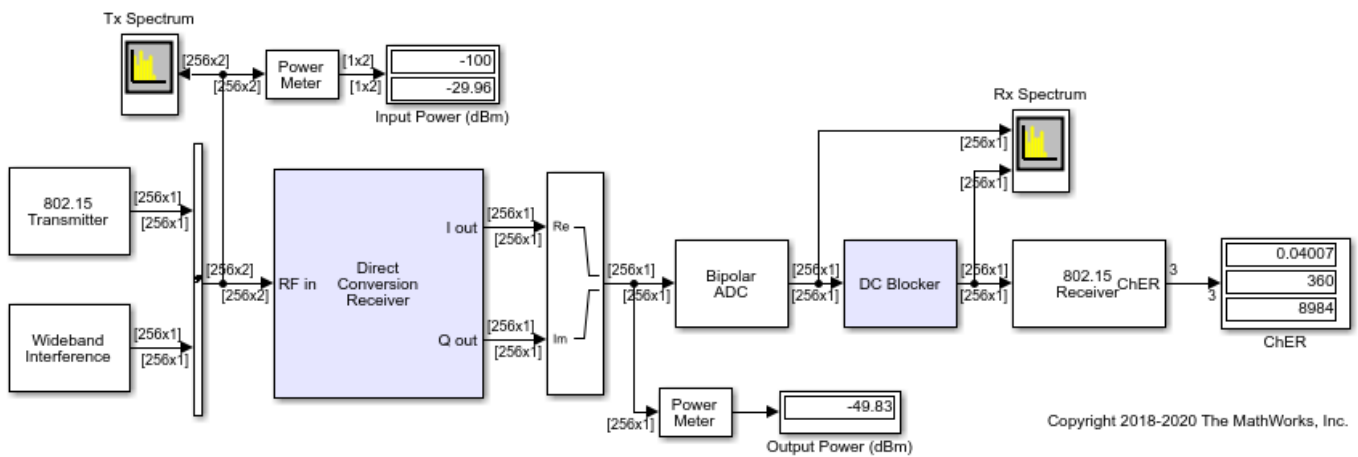 Tx Spectrum
[256x2]
[256x2]
Power
Meter
[1x2]
[1x2]
-100
-29.96
Input Power (dBm)
Rx Spectrum
[256x1]
[256x1]
802.15
Transmitter
[256x1]
[256x1]
Wideband
Interference
[256x1]
[256x1]
[256x2]
[256x2]
RF in
Direct
Conversion
Receiver
I out
Q out
[256x1]
[256x1]
[256x1]
[256x1]
Re
Im
[256x1]
[256x1]
Bipolar
ADC
[256x1]
[256x1]
DC Blocker
[256x1]
[256x1]
802.15
Receiver
ChER
3
3
0.04007
360
8984
ChER
[256x1]
Power
Meter
-49.83
Output Power (dBm)
Copyright 2018-2020 The MathWorks, Inc.